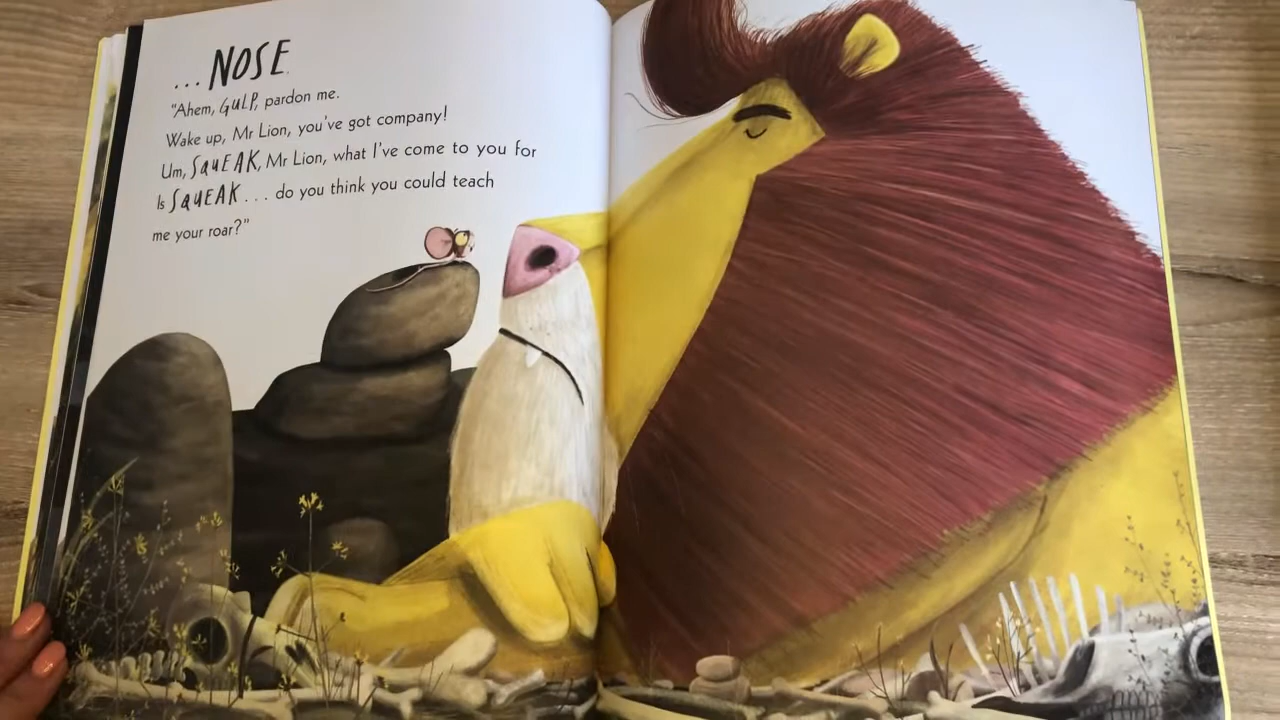 ...NOSE.
"Ahem, GULP, pardon me.
Wake up, Mr Lion, you've got company!
Um, SQUEAK, Mr Lion, what I've come to you for
Is SQUEAK... do you think you could teach
me your roar?"